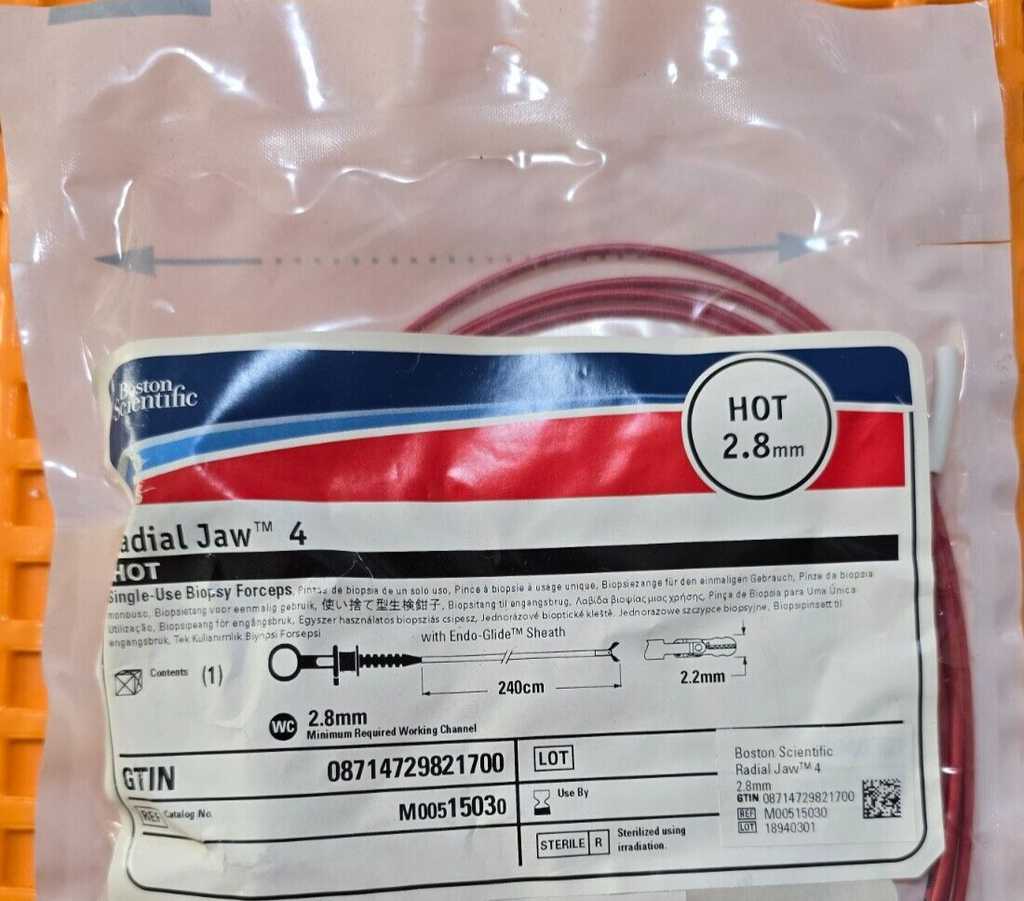 Boston
Scientific
HOT
2.8mm
adial Jaw™ 4
HOT
Single-Use Biopsy Forceps, Pinzas de biopsia de un solo uso, Pince à biopsie à usage unique, Biopsiezange für den einmaligen Gebrauch, Pinze da biopsia
monouso, Biopsietang voor eenmalig gebruik, 使い捨て型生検鉗子, Biopsitang til engangsbrug, Λαβίδα βιοψίας μιας χρήσης, Pinça de Biopsia para Uma Única
Utilização, Biopsipeang för engångsbruk, Egyszer használatos biopsziás csipesz, Jednorázové bioptické kleště, Jednorazowe szczypce biopsyjne, Biopsipinsett til
engangsbruk, Tek Kullanımlık Biyopsi Forsepsi
with Endo-Glide™ Sheath
Contents (1)
240cm
2.2mm
WC 2.8mm
Minimum Required Working Channel
GTIN 08714729821700
LOT
REF Catalog No. M00515030
Use By
STERILE R Sterilized using
irradiation.
Boston Scientific
Radial Jaw™ 4
2.8mm
GTIN 08714729821700
REF M00515030
LOT 18940301